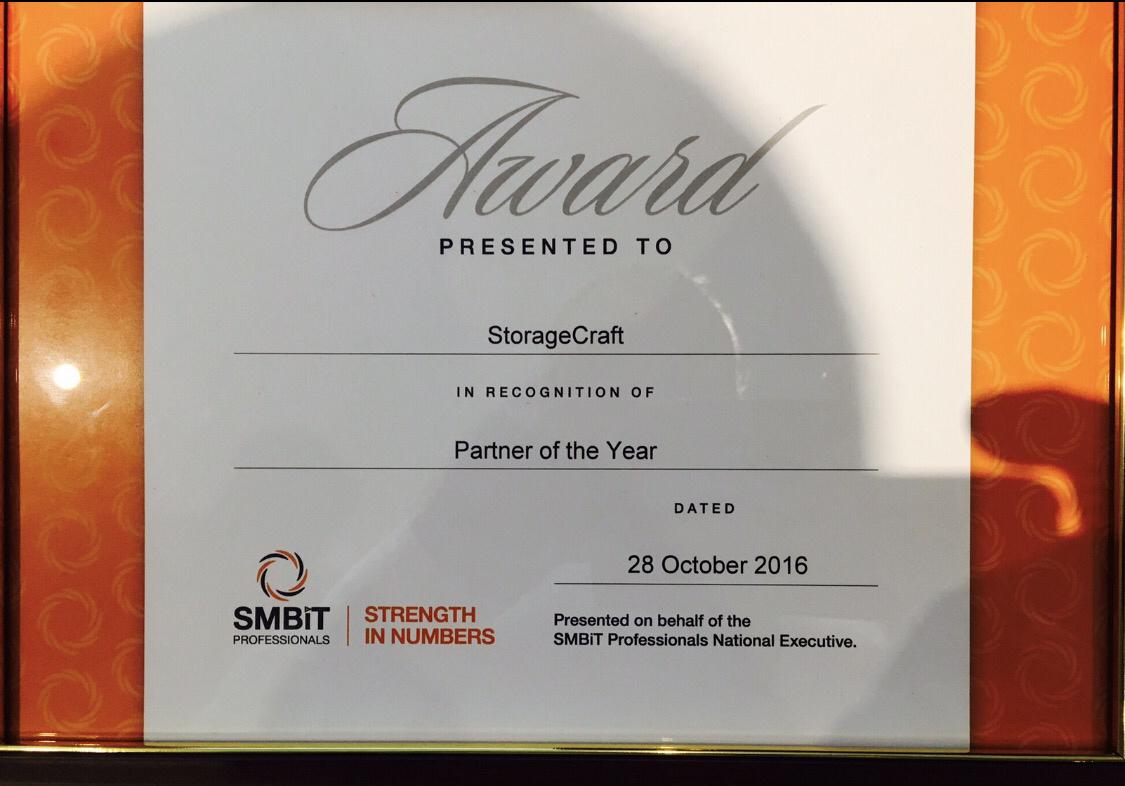 Award
PRESENTED TO
StorageCraft
IN RECOGNITION OF
Partner of the Year
DATED
28 October 2016
SMBiT
PROFESSIONALS
STRENGTH
IN NUMBERS
Presented on behalf of the
SMBiT Professionals National Executive.